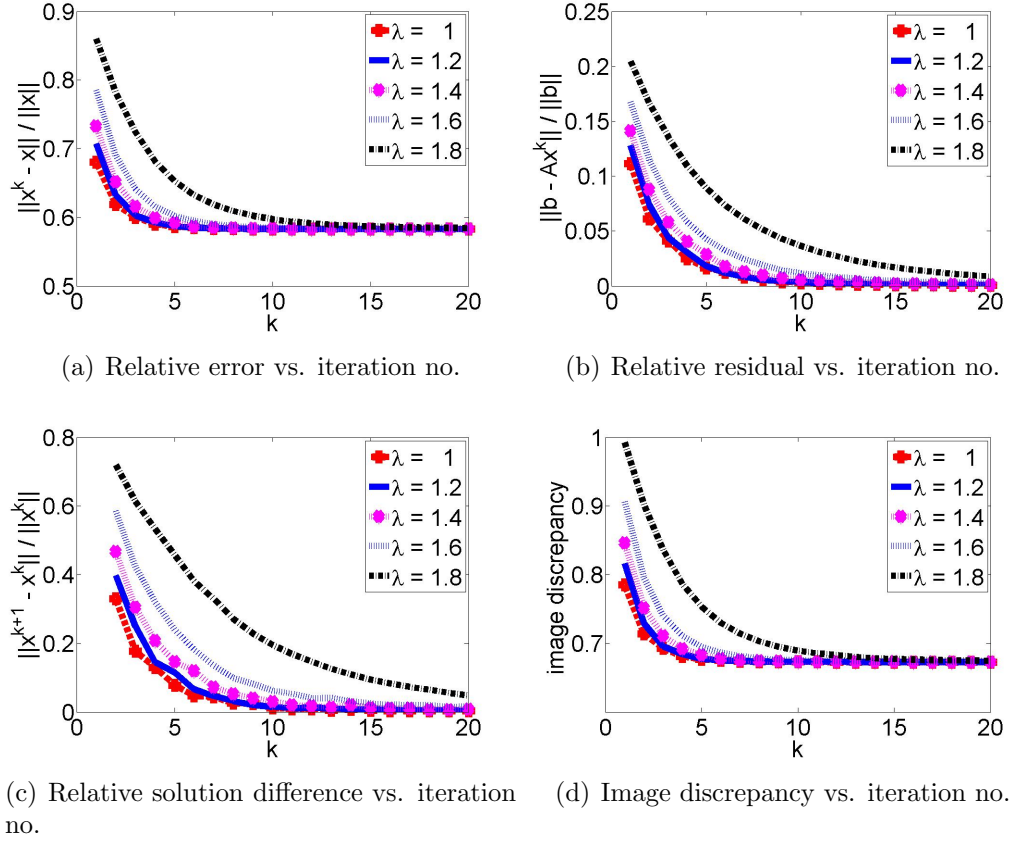 0.9
0.8
0.7
0.6
0.5
0
5
10
15
20
k
||x^k - x|| / ||x||
λ = 1
λ = 1.2
λ = 1.4
λ = 1.6
λ = 1.8
(a) Relative error vs. iteration no.
0.25
0.2
0.15
0.1
0.05
0
0
5
10
15
20
k
||b - Ax^k|| / ||b||
λ = 1
λ = 1.2
λ = 1.4
λ = 1.6
λ = 1.8
(b) Relative residual vs. iteration no.
0.8
0.6
0.4
0.2
0
0
5
10
15
20
k
||x^{k+1} - x^k|| / ||x^k||
λ = 1
λ = 1.2
λ = 1.4
λ = 1.6
λ = 1.8
(c) Relative solution difference vs. iteration
no.
1
0.9
0.8
0.7
0
5
10
15
20
k
image discrepancy
λ = 1
λ = 1.2
λ = 1.4
λ = 1.6
λ = 1.8
(d) Image discrepancy vs. iteration no.